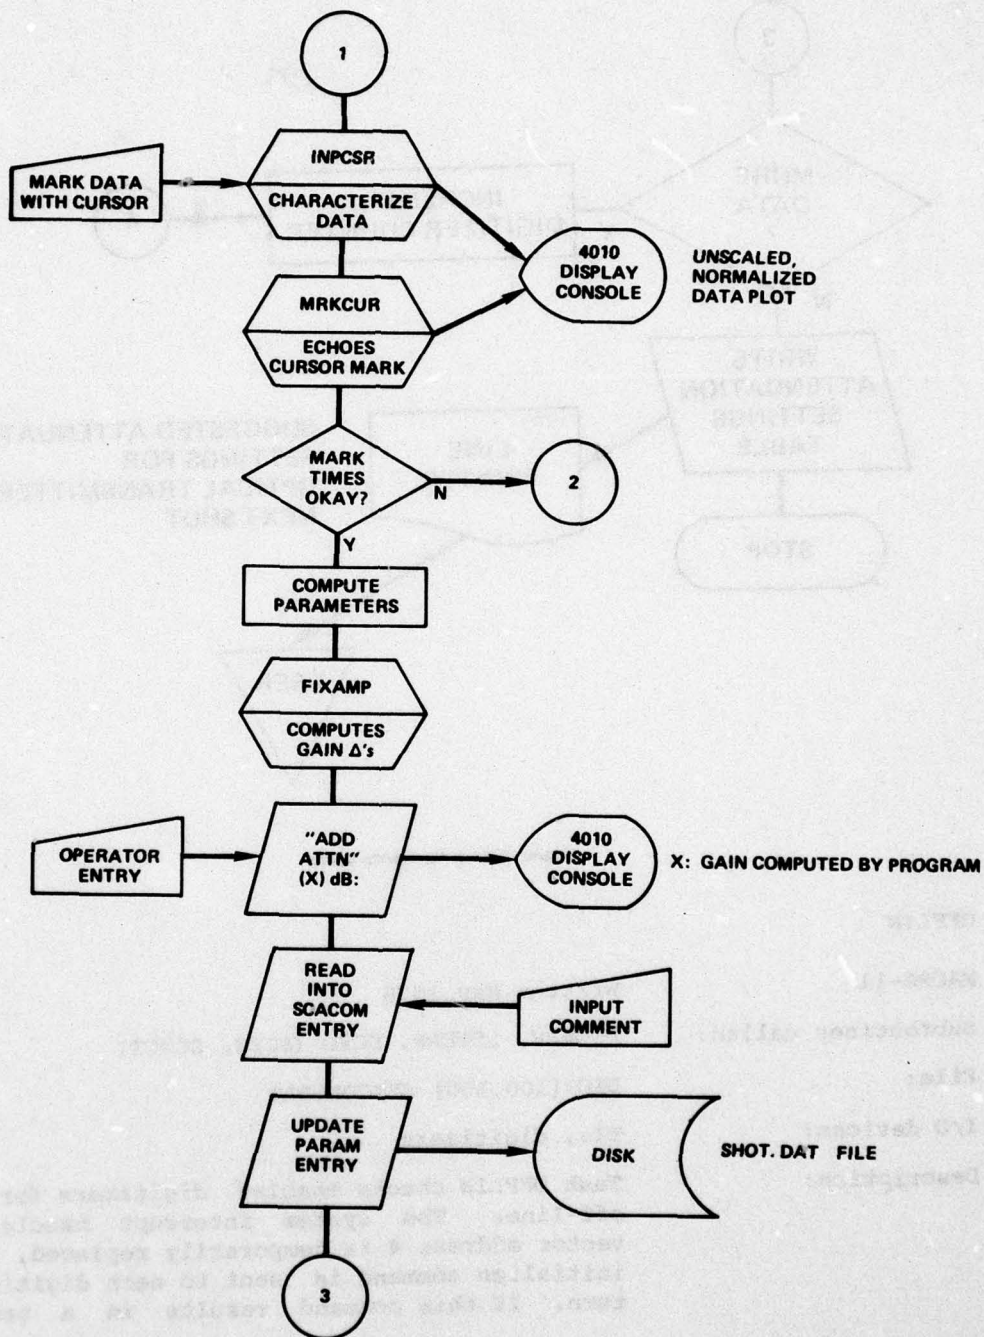 1
INPCSR
MARK DATA
WITH CURSOR
CHARACTERIZE
DATA
4010
DISPLAY
CONSOLE
UNSCALED,
NORMALIZED
DATA PLOT
MRKCUR
ECHOES
CURSOR MARK
MARK
TIMES
OKAY?
N
2
Y
COMPUTE
PARAMETERS
FIXAMP
COMPUTES
GAIN Δ's
OPERATOR
ENTRY
"ADD
ATTN"
(X) dB:
4010
DISPLAY
CONSOLE
X: GAIN COMPUTED BY PROGRAM
READ
INTO
SCACOM
ENTRY
INPUT
COMMENT
UPDATE
PARAM
ENTRY
DISK
SHOT. DAT FILE
3